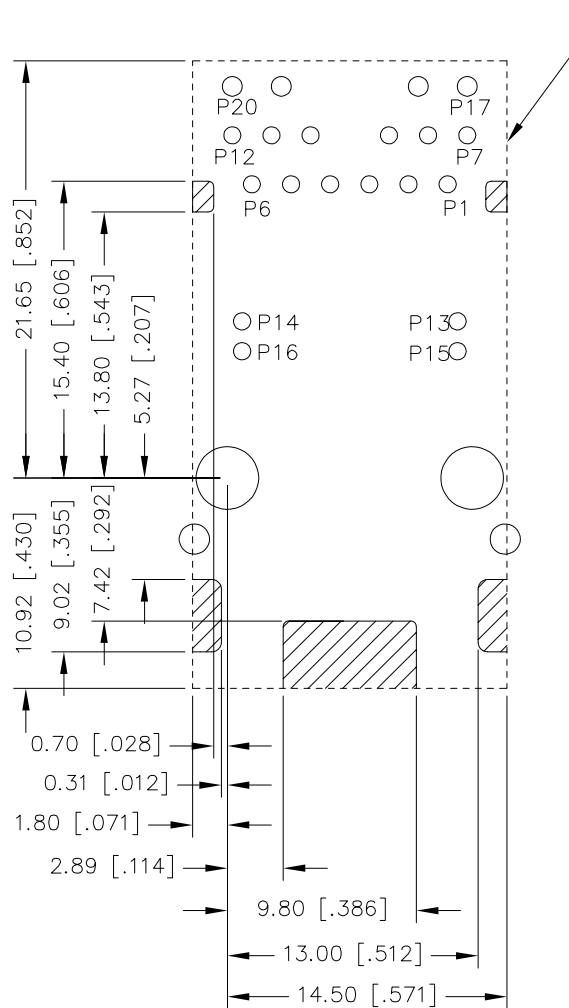 P20
P17
P12
P7
P6
P1
21.65 [.852]
15.40 [.606]
13.80 [.543]
5.27 [.207]
P14
P13
P16
P15
10.92 [.430]
9.02 [.355]
7.42 [.292]
0.70 [.028]
0.31 [.012]
1.80 [.071]
2.89 [.114]
9.80 [.386]
13.00 [.512]
14.50 [.571]